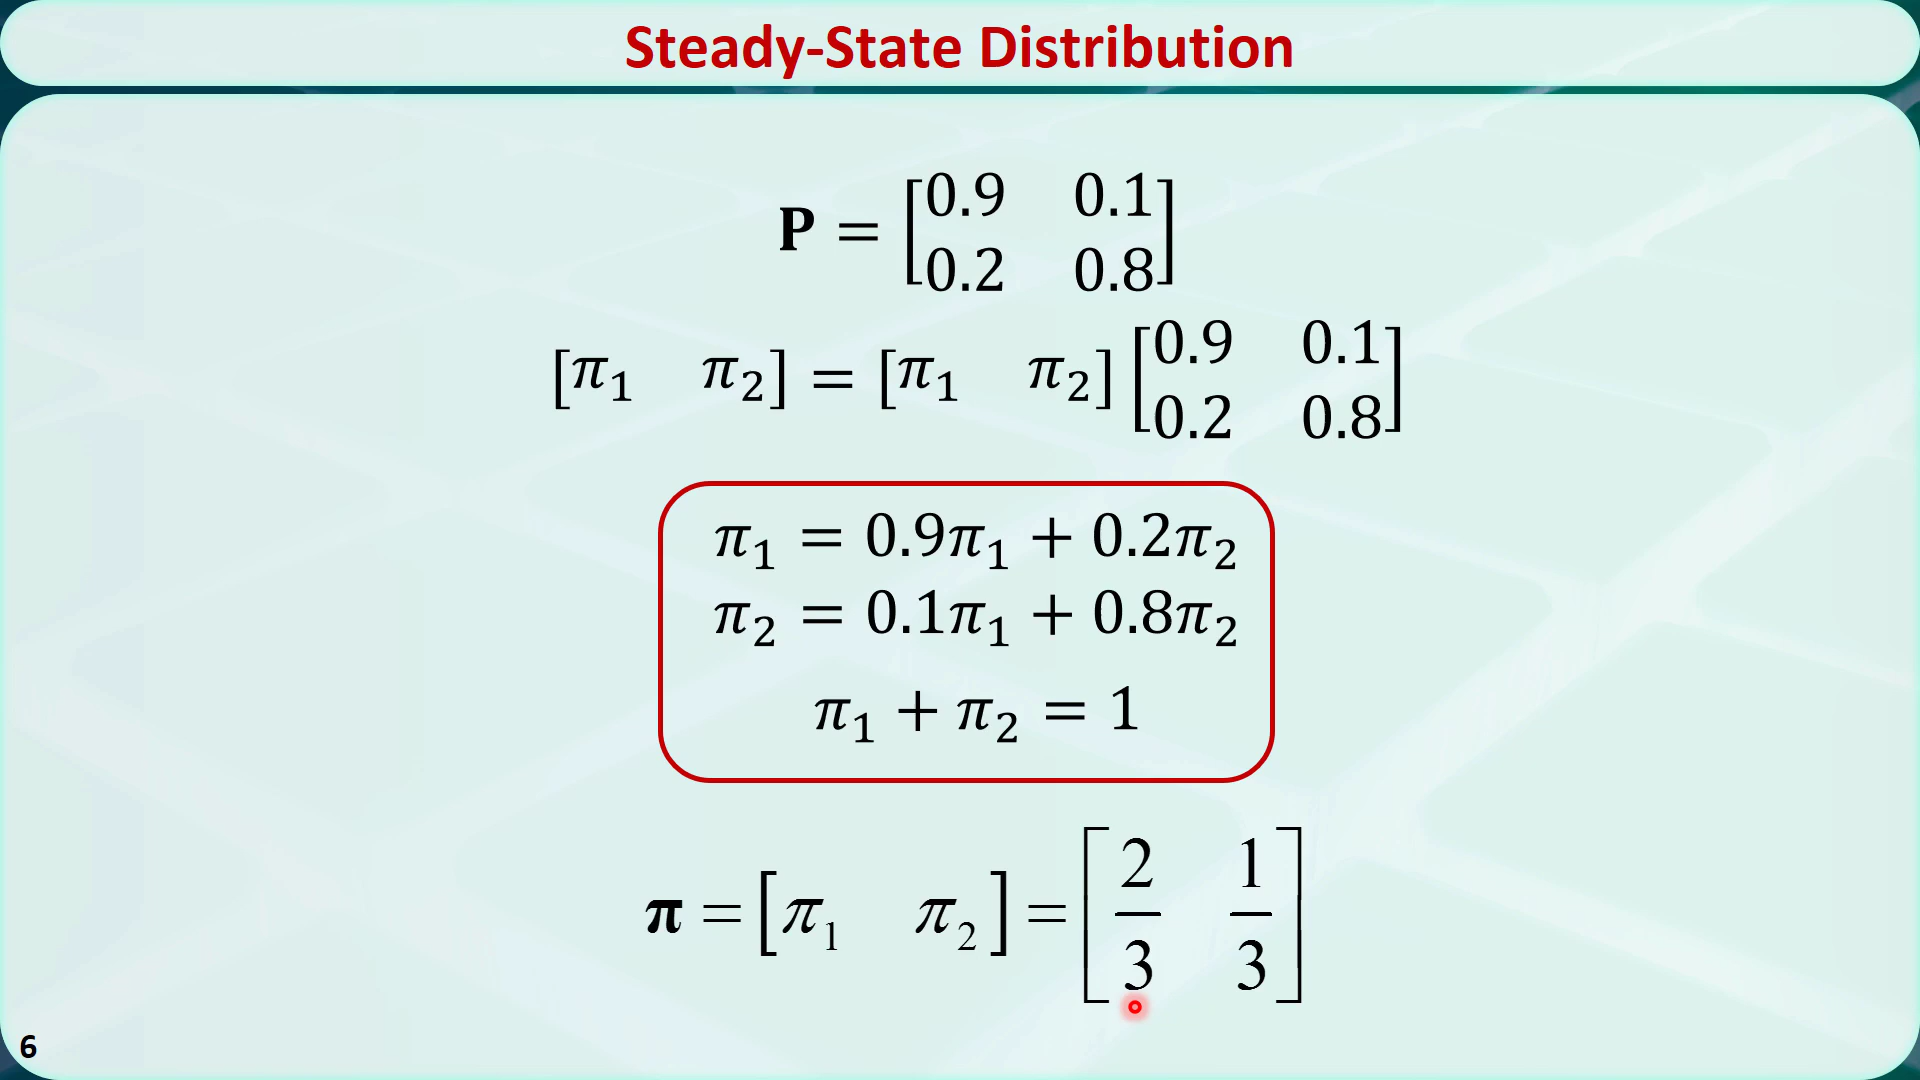 Steady-State Distribution
P = [0.9 0.1
0.2 0.8]
[π₁ π₂] = [π₁ π₂] [0.9 0.1
0.2 0.8]
π₁ = 0.9π₁ + 0.2π₂
π₂ = 0.1π₁ + 0.8π₂
π₁ + π₂ = 1
π = [π₁ π₂] = [2/3 1/3]
6